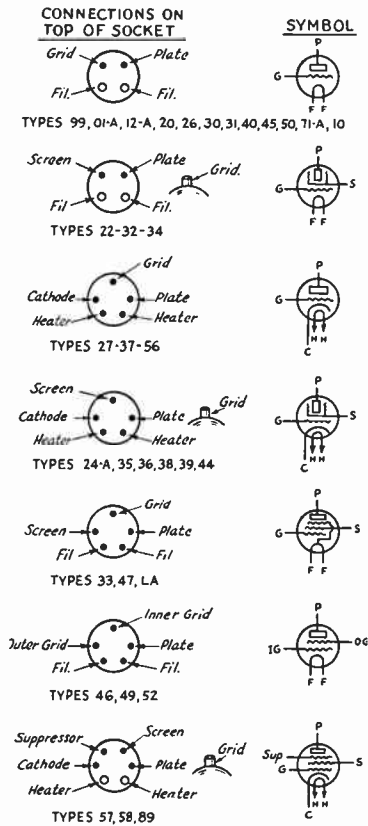 CONNECTIONS ON SYMBOL
TOP OF SOCKET
P
Grid Plate
G
Fil. Fil.
F F
TYPES 99, 01-A, 12-A, 20, 26, 30, 31, 40, 45, 50, 71-A, 10
P
Screen Plate Grid.
G S
Fil Fil.
F F
TYPES 22-32-34
Grid
P
Cathode Plate
G
Heater Heater
H H
C
TYPES 27-37-56
Screen
P
Grid
Cathode Plate
G S
Heater Heater
H H
C
TYPES 24-A, 35, 36, 38, 39, 44
Grid
P
Screen Plate
G S
Fil Fil.
F F
TYPES 33, 47, LA
Inner Grid
P
Outer Grid Plate
IG OG
Fil. Fil.
F F
TYPES 46, 49, 52
P
Suppressor Screen
Grid
Cathode Plate
Sup
G S
Heater Heater
H H
C
TYPES 57, 58, 89